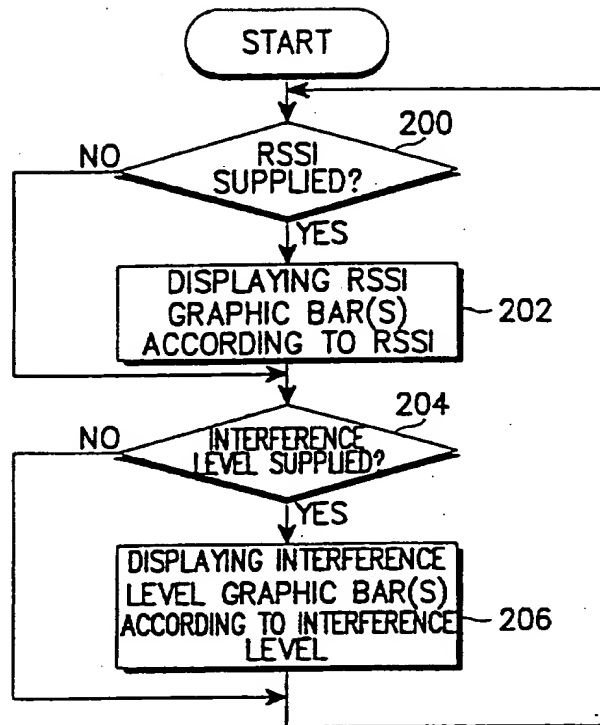 START
200
NO
RSSI
SUPPLIED?
YES
DISPLAYING RSSI
GRAPHIC BAR(S)
ACCORDING TO RSSI
202
204
NO
INTERFERENCE
LEVEL SUPPLIED?
YES
DISPLAYING INTERFERENCE
LEVEL GRAPHIC BAR(S)
ACCORDING TO INTERFERENCE
LEVEL
206